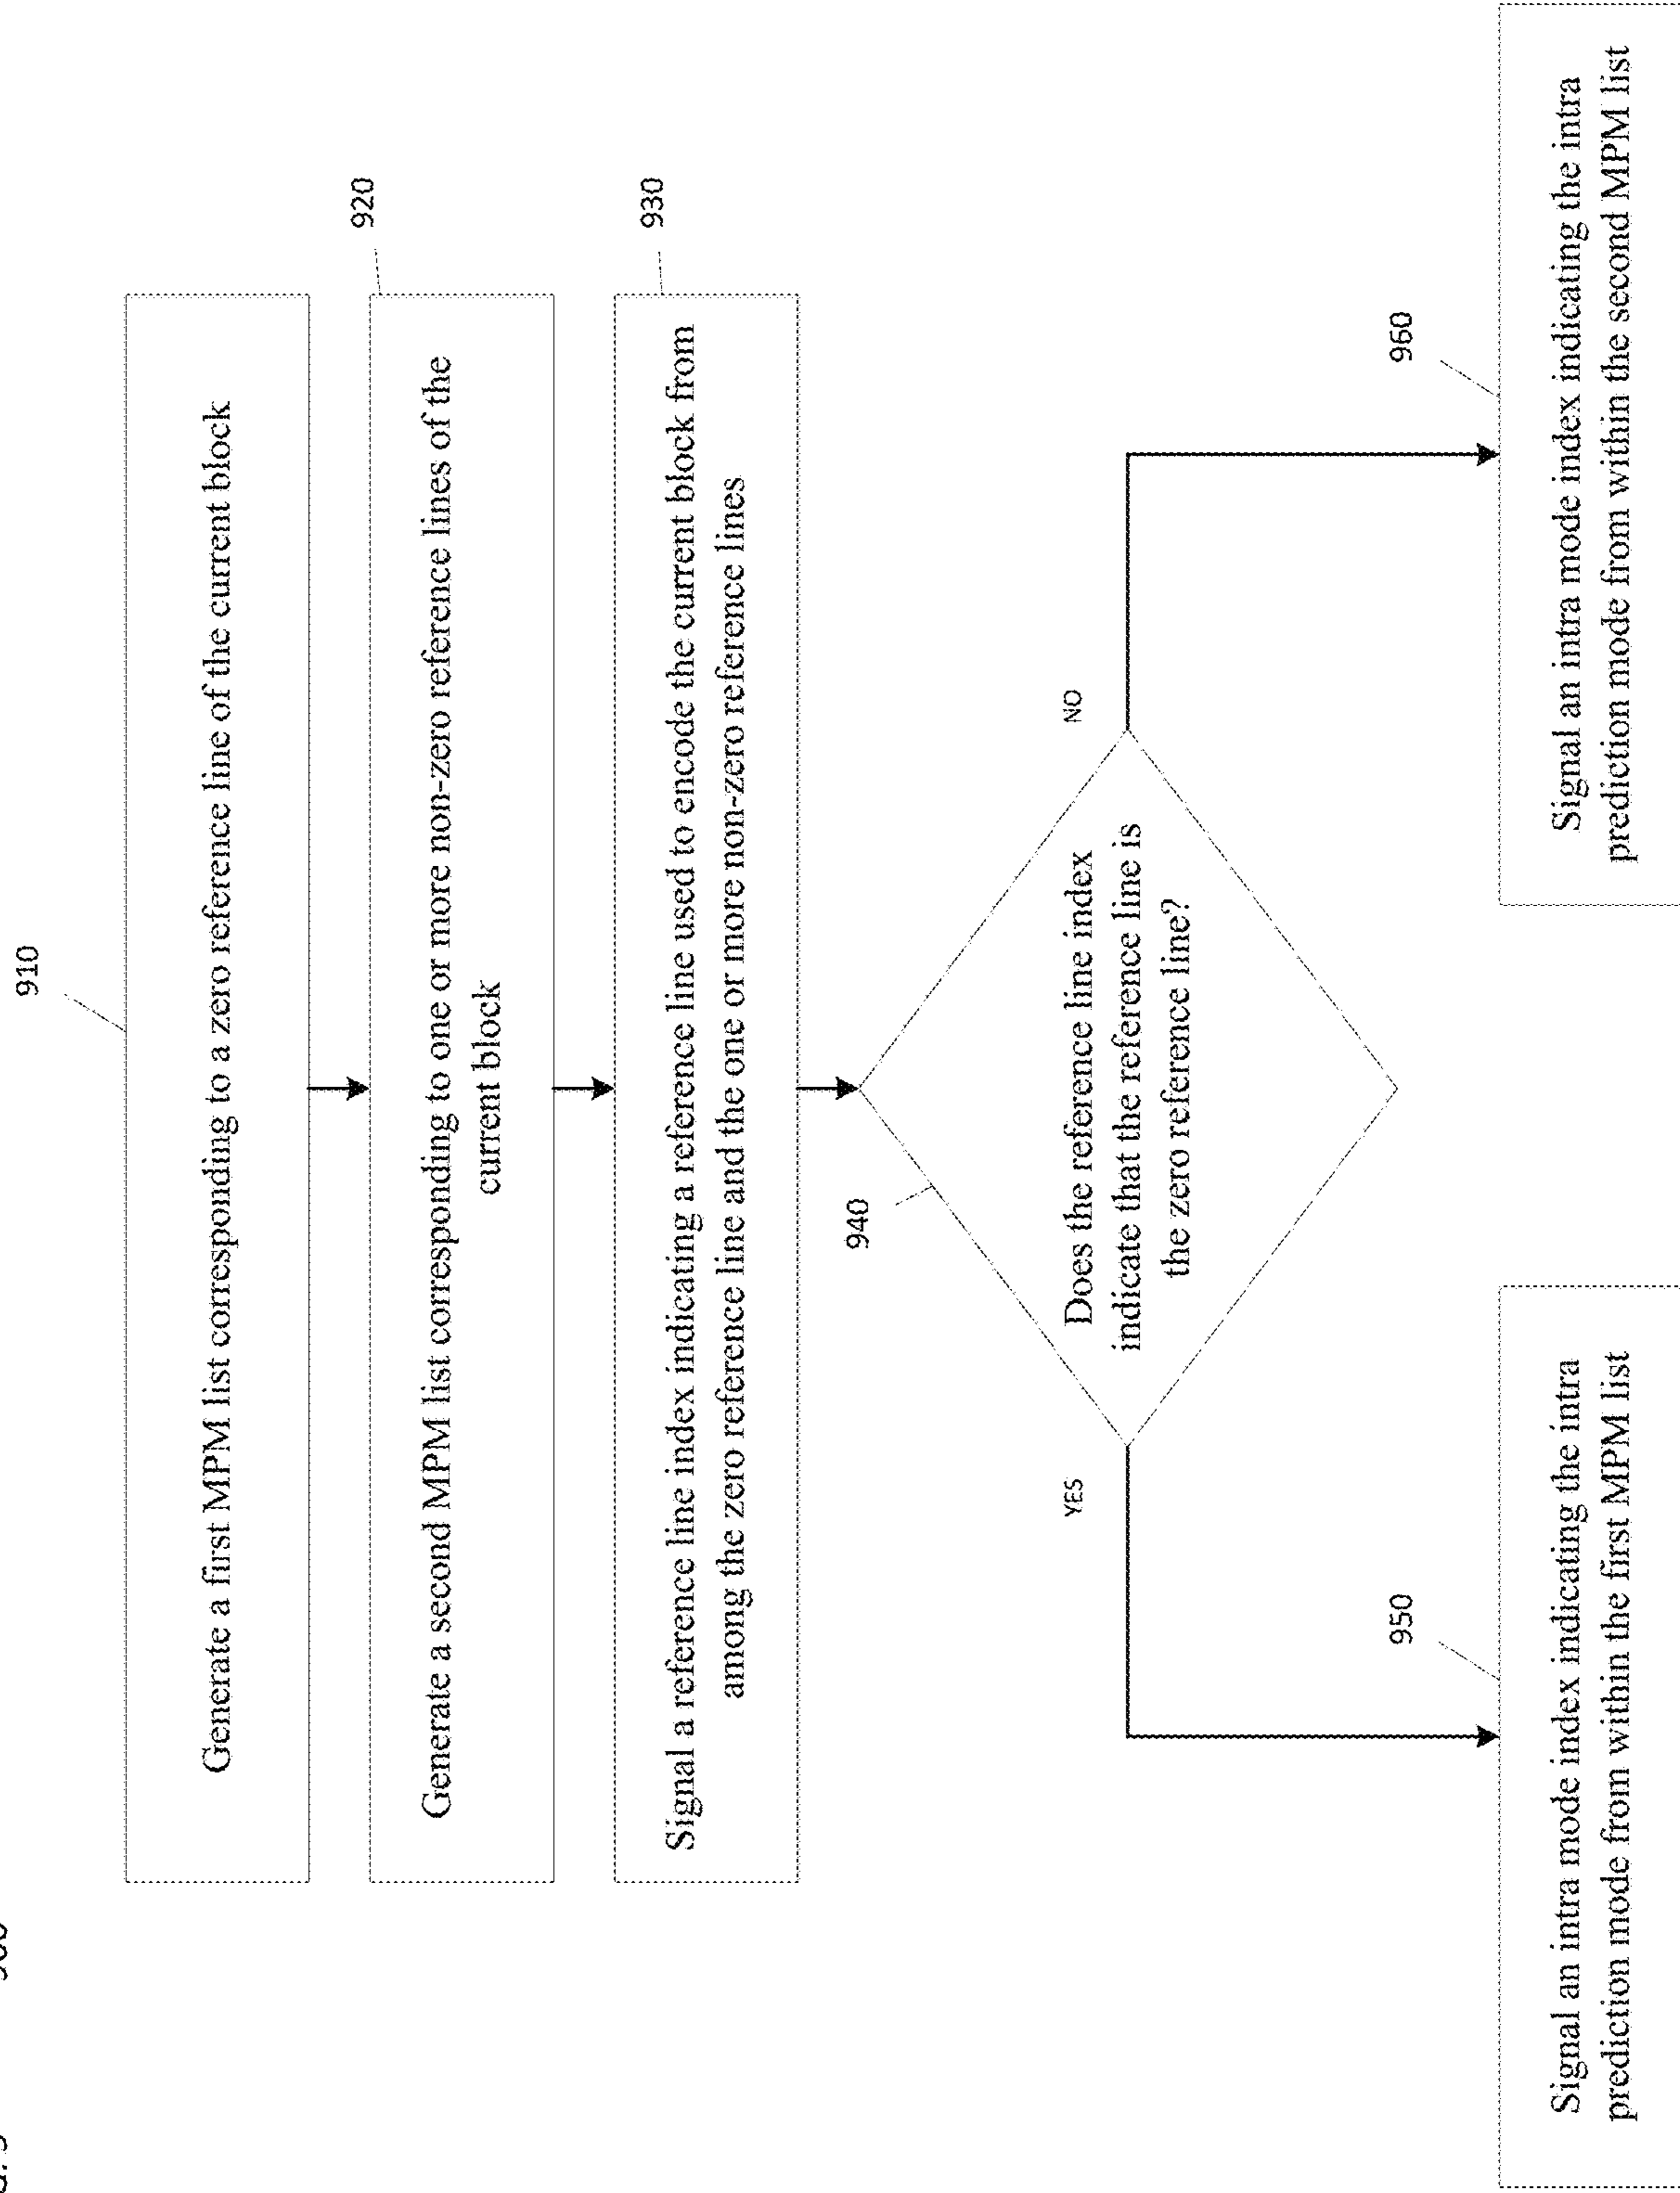 910
Generate a first MPM list corresponding to a zero reference line of the current block
920
Generate a second MPM list corresponding to one or more non-zero reference lines of the
current block
930
Signal a reference line index indicating a reference line used to encode the current block from
among the zero reference line and the one or more non-zero reference lines
940
Does the reference line index
indicate that the reference line is
the zero reference line?
YES
NO
950
Signal an intra mode index indicating the intra
prediction mode from within the first MPM list
960
Signal an intra mode index indicating the intra
prediction mode from within the second MPM list